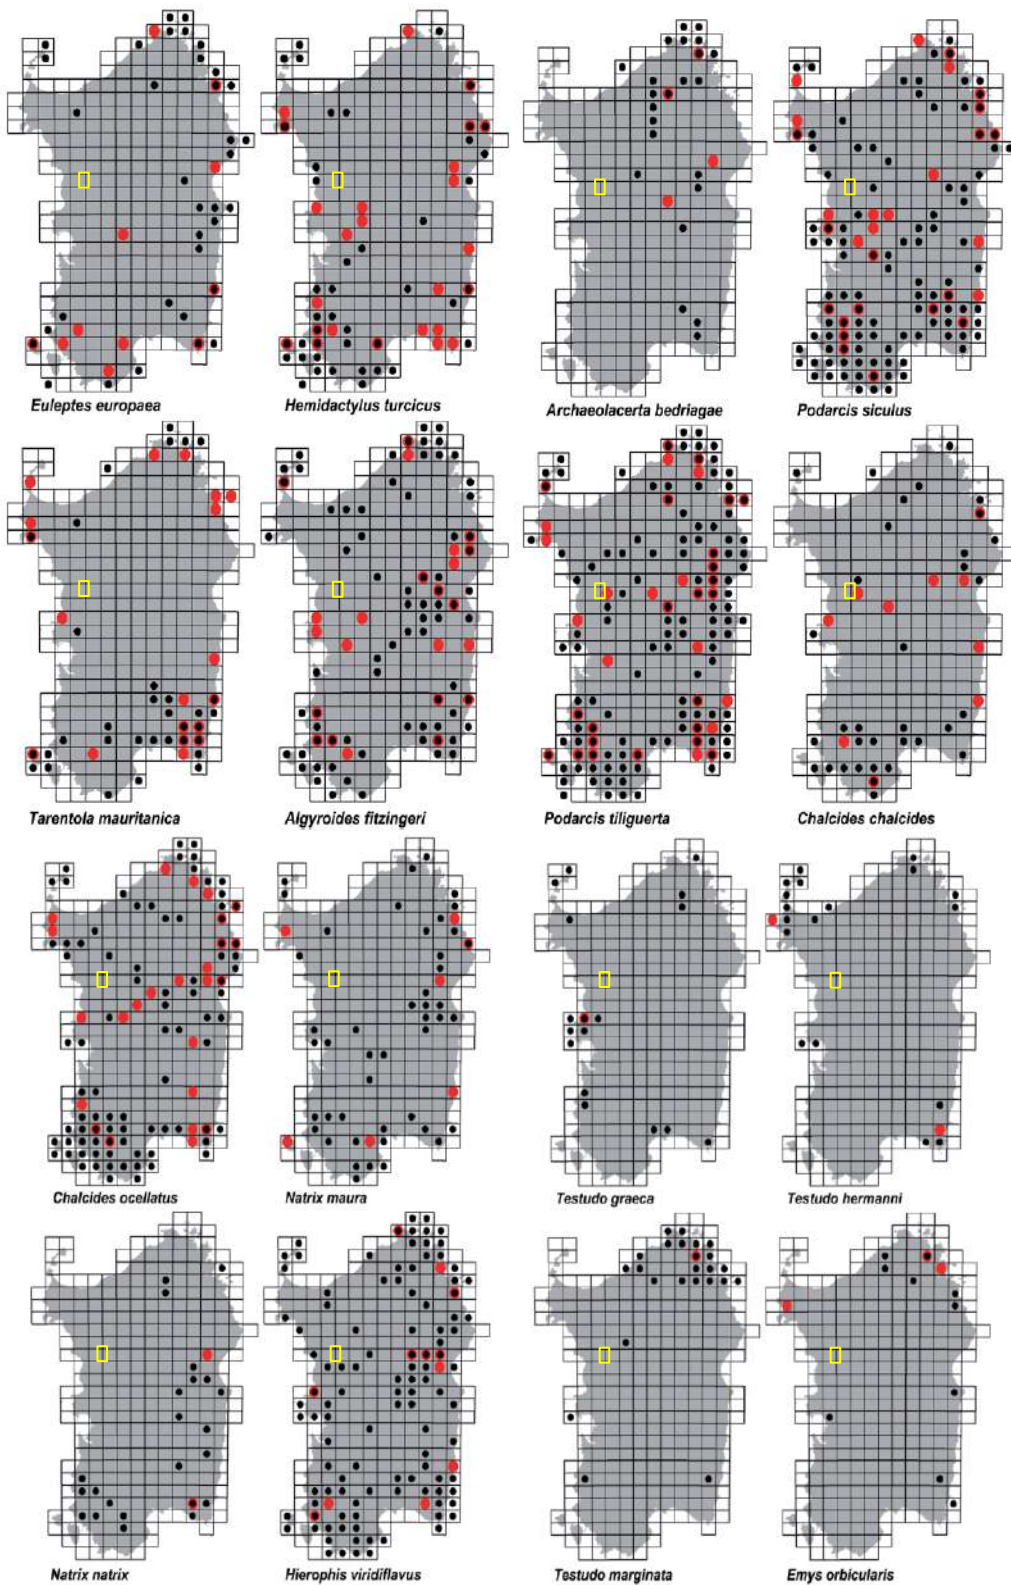 Euleptes europaea
Hemidactylus turcicus
Archaeolacerta bedriagae
Podarcis siculus
Tarentola mauritanica
Algyroides fitzingeri
Podarcis tiliguerta
Chalcides chalcides
Chalcides ocellatus
Natrix maura
Testudo graeca
Testudo hermanni
Natrix natrix
Hierophis viridiflavus
Testudo marginata
Emys orbicularis